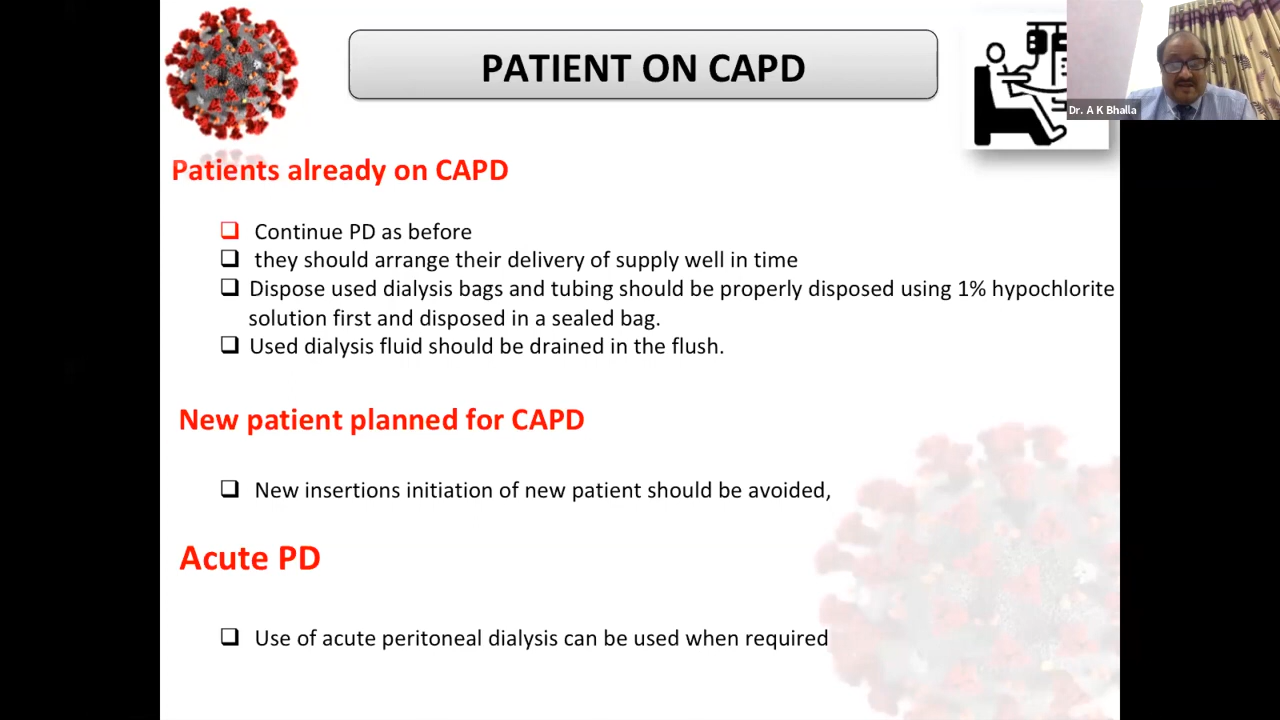 PATIENT ON CAPD
Dr. A K Bhalla
Patients already on CAPD
Continue PD as before
they should arrange their delivery of supply well in time
Dispose used dialysis bags and tubing should be properly disposed using 1% hypochlorite
solution first and disposed in a sealed bag.
Used dialysis fluid should be drained in the flush.
New patient planned for CAPD
New insertions initiation of new patient should be avoided,
Acute PD
Use of acute peritoneal dialysis can be used when required